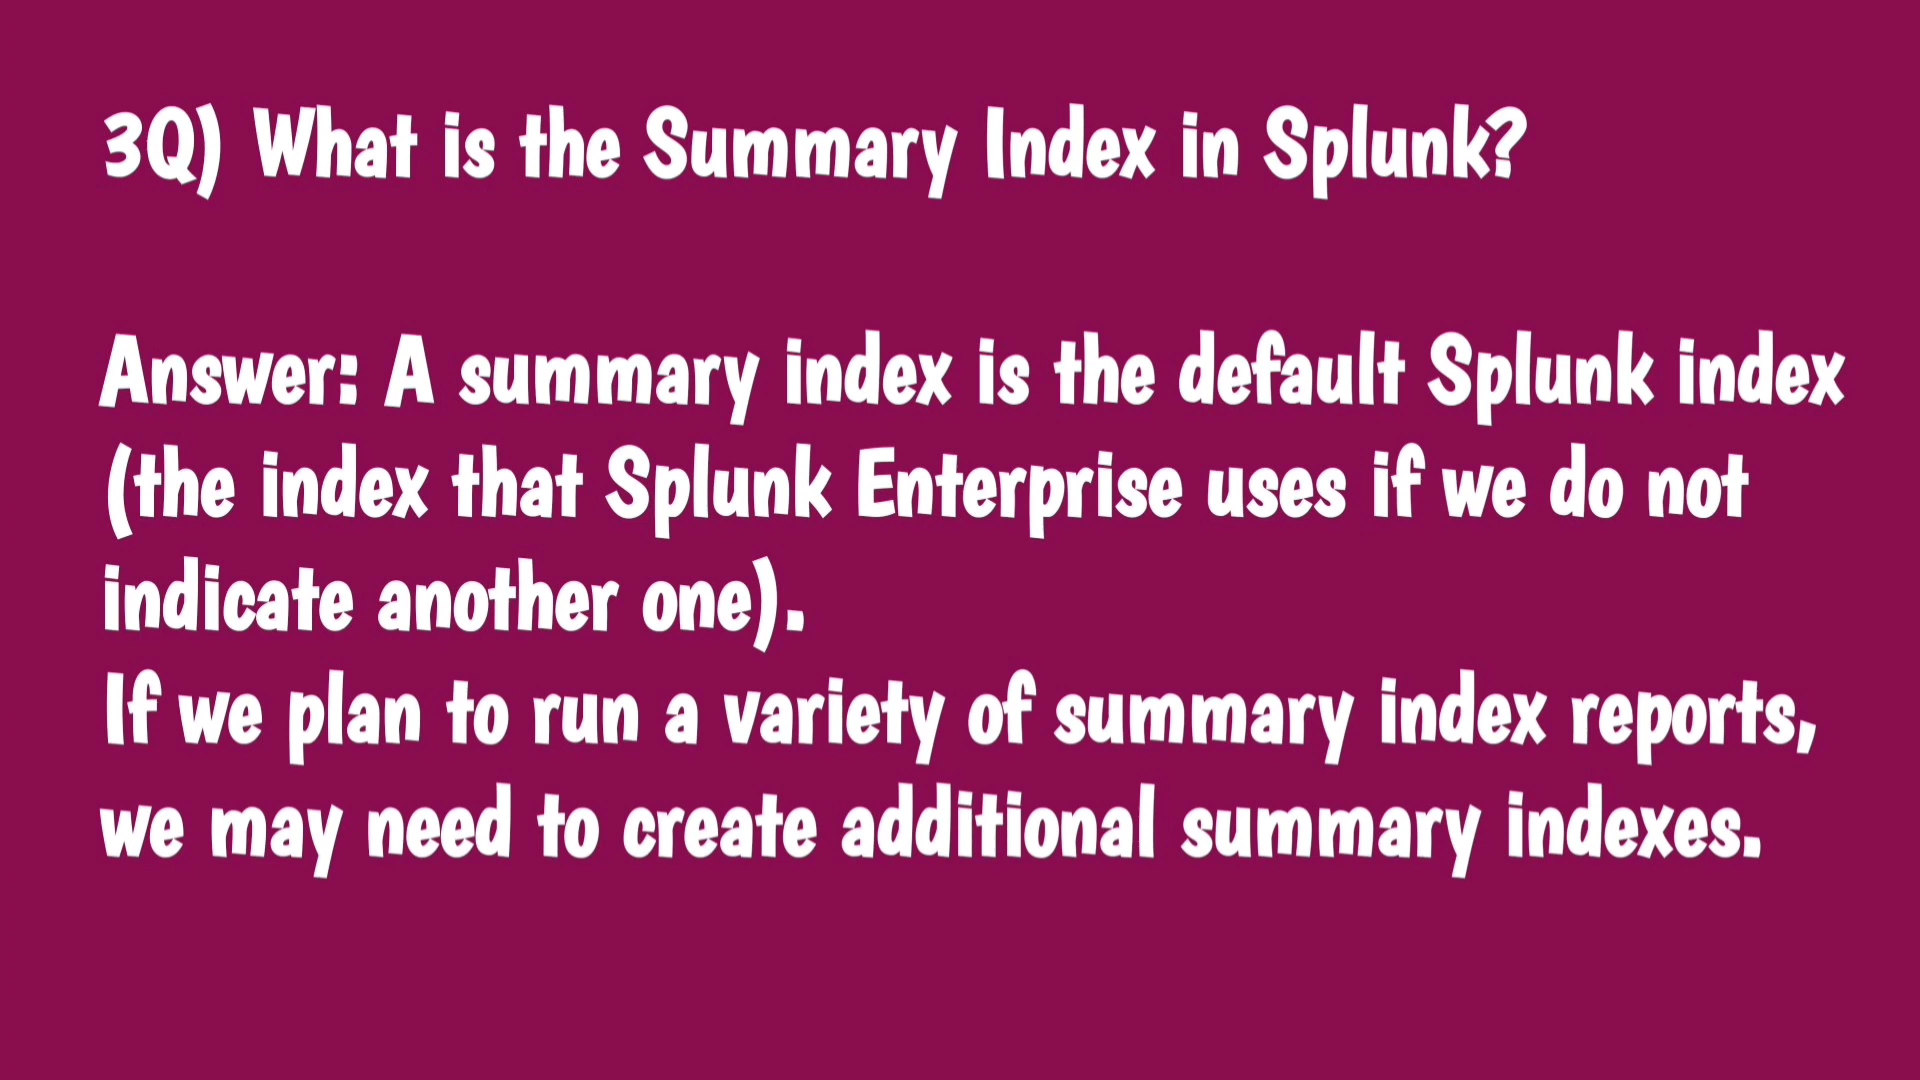 3Q) What is the Summary Index in Splunk?
Answer: A summary index is the default Splunk index
(the index that Splunk Enterprise uses if we do not
indicate another one).
If we plan to run a variety of summary index reports,
we may need to create additional summary indexes.